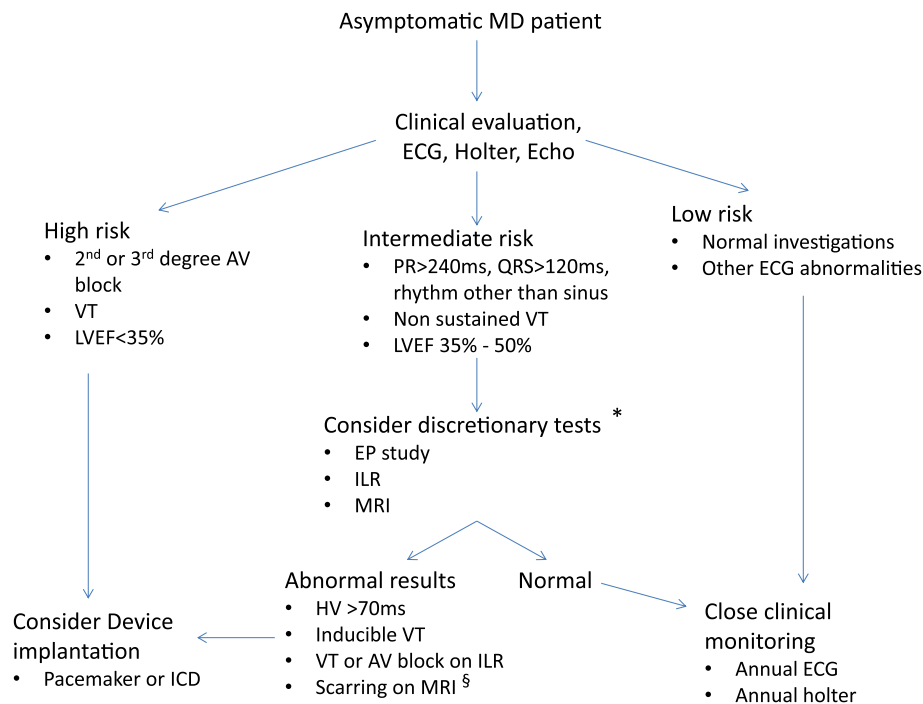 Asymptomatic MD patient
Clinical evaluation,
ECG, Holter, Echo
High risk
• 2nd or 3rd degree AV
block
• VT
• LVEF<35%
Intermediate risk
• PR>240ms, QRS>120ms,
rhythm other than sinus
• Non sustained VT
• LVEF 35% - 50%
Low risk
• Normal investigations
• Other ECG abnormalities
Consider discretionary tests *
• EP study
• ILR
• MRI
Abnormal results
• HV >70ms
• Inducible VT
• VT or AV block on ILR
• Scarring on MRI §
Normal
Consider Device
implantation
• Pacemaker or ICD
Close clinical
monitoring
• Annual ECG
• Annual holter